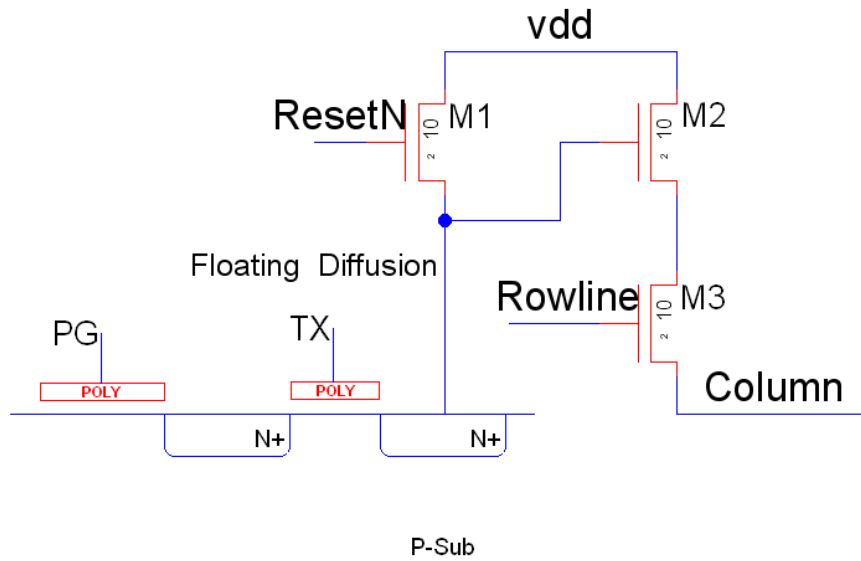 vdd
ResetN
M1
10
2
M2
10
2
Floating Diffusion
Rowline
M3
10
2
PG
TX
POLY
POLY
Column
N+
N+
P-Sub